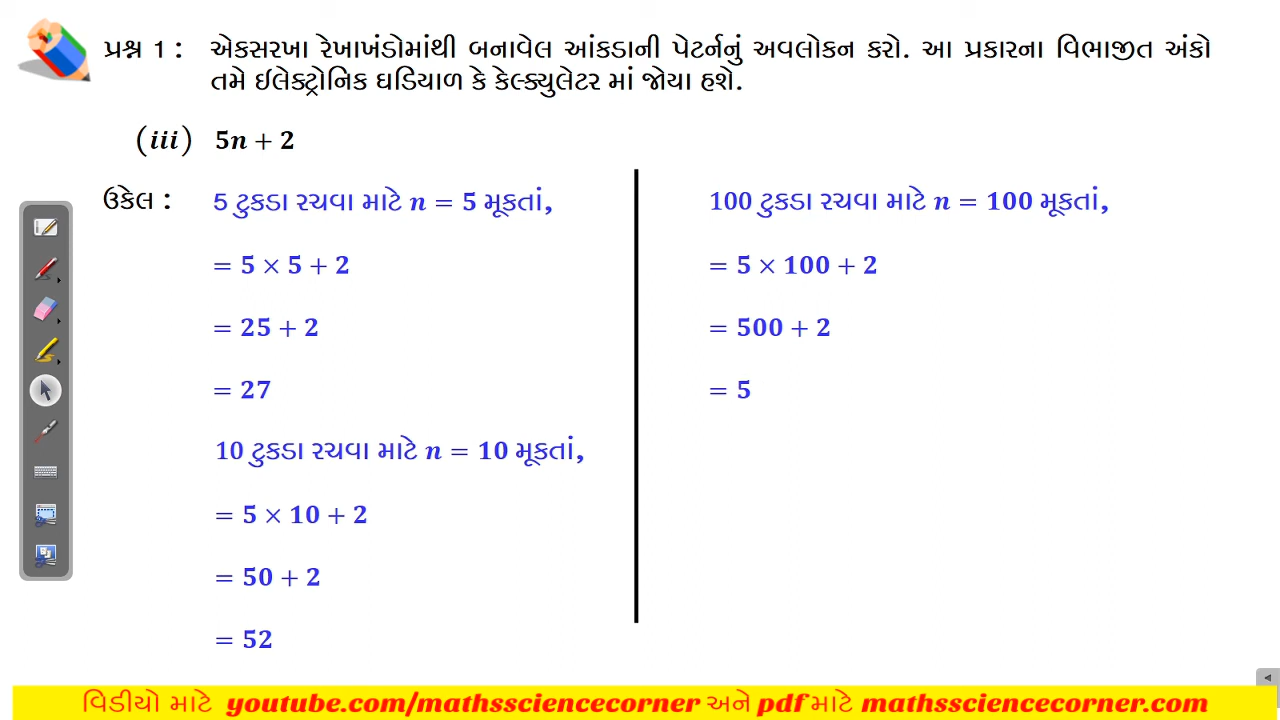 પ્રશ્ન 1 : એકસરખા રેખાખંડોમાંથી બનાવેલ આંકડાની પેટર્નનું અવલોકન કરો. આ પ્રકારના વિભાજીત અંકો
તમે ઈલેક્ટ્રોનિક ઘડિયાળ કે કેલ્ક્યુલેટર માં જોયા હશે.
(iii) 5n + 2
ઉકેલ : 5 ટુકડા રચવા માટે n = 5 મૂકતાં,
= 5 × 5 + 2
= 25 + 2
= 27
10 ટુકડા રચવા માટે n = 10 મૂકતાં,
= 5 × 10 + 2
= 50 + 2
= 52
100 ટુકડા રચવા માટે n = 100 મૂકતાં,
= 5 × 100 + 2
= 500 + 2
= 5
વિડીયો માટે youtube.com/mathssciencecorner અને pdf માટે mathssciencecorner.com